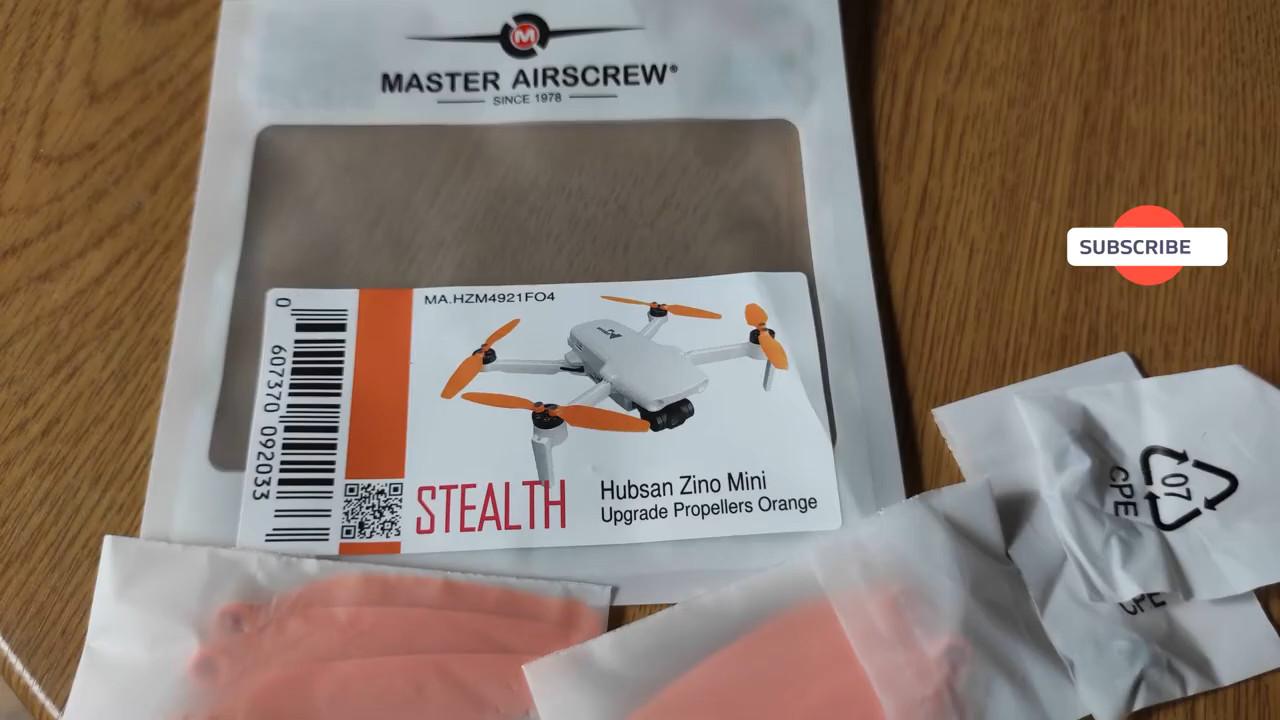 M
MASTER AIRSCREW®
SINCE 1978
SUBSCRIBE
MA.HZM4921FO4
0 607370 092033
STEALTH
Hubsan Zino Mini
Upgrade Propellers Orange
07
CPE
CPE